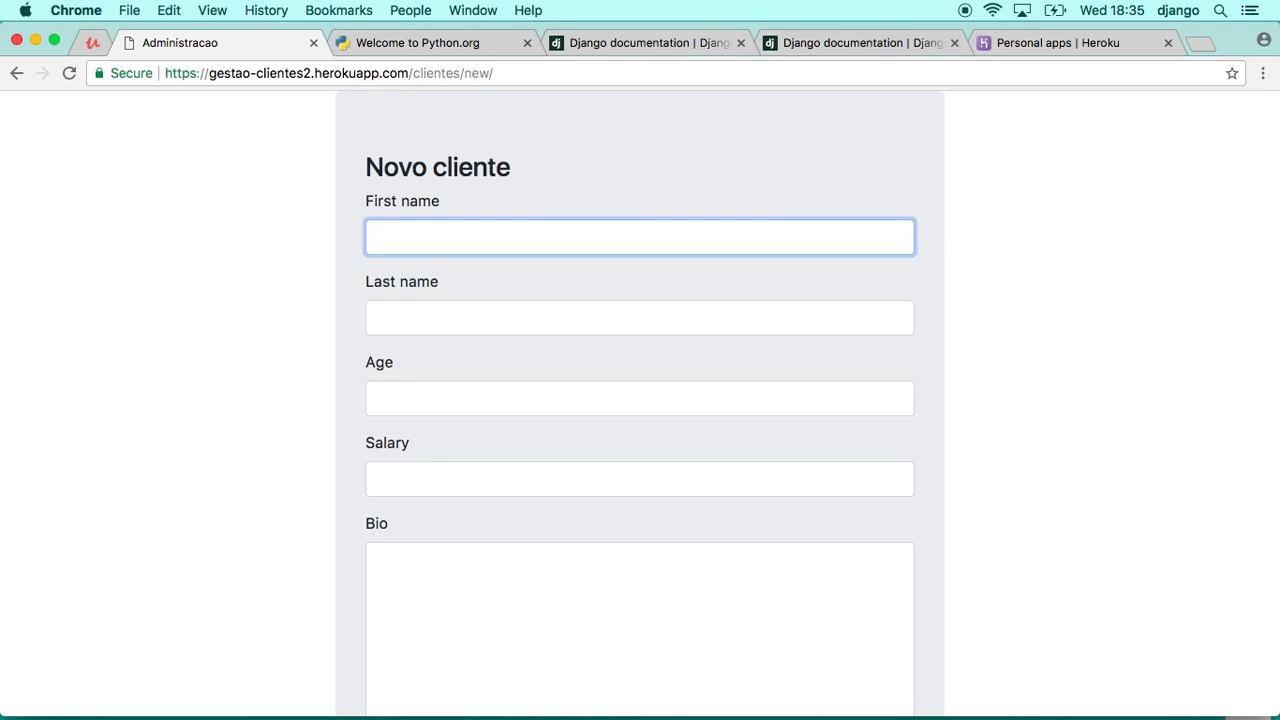 Chrome File Edit View History Bookmarks People Window Help Wed 18:35 django
Administracao Welcome to Python.org Django documentation | Djang Django documentation | Djang Personal apps | Heroku
Secure https://gestao-clientes2.herokuapp.com/clientes/new/
Novo cliente
First name
Last name
Age
Salary
Bio